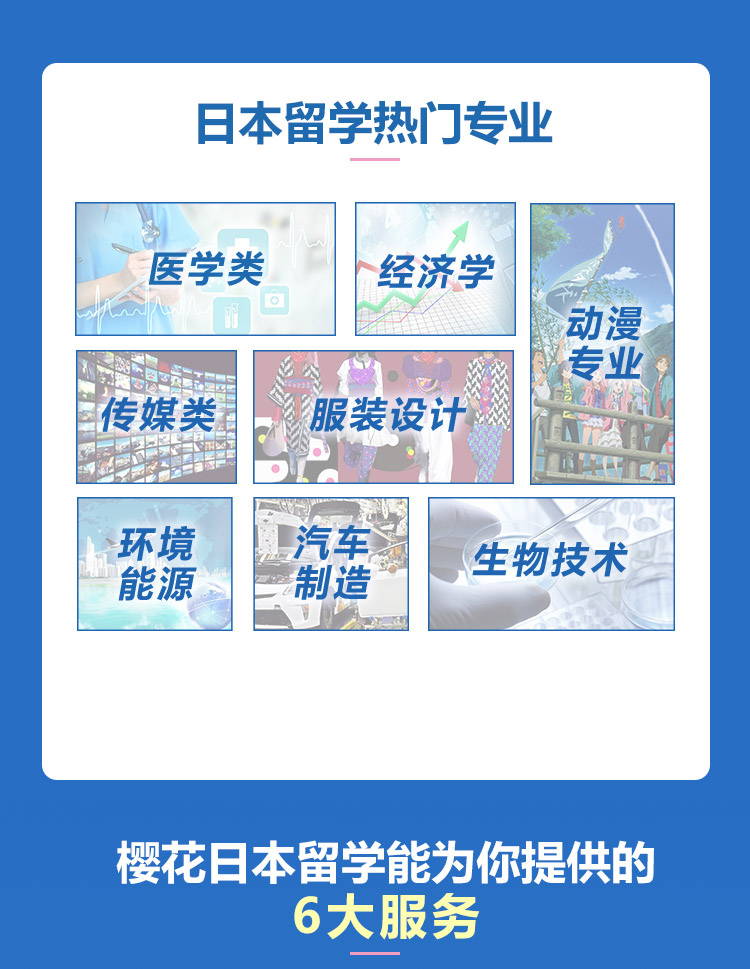 日本留学热门专业
医学类
经济学
动漫
专业
传媒类
服装设计
环境
能源
汽车
制造
生物技术
樱花日本留学能为你提供的
6大服务